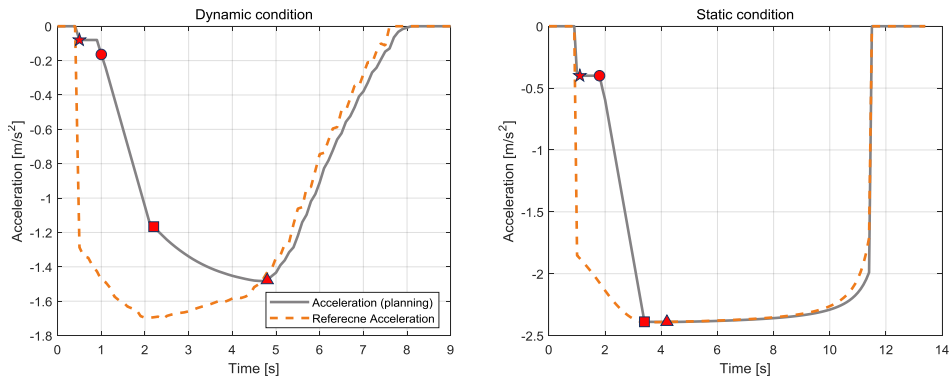 Dynamic condition
0
-0.2
-0.4
-0.6
-0.8
-1
-1.2
-1.4
-1.6
-1.8
Acceleration [m/s²]
0 1 2 3 4 5 6 7 8 9
Time [s]
Acceleration (planning)
Referecne Acceleration
Static condition
0
-0.5
-1
-1.5
-2
-2.5
Acceleration [m/s²]
0 2 4 6 8 10 12 14
Time [s]